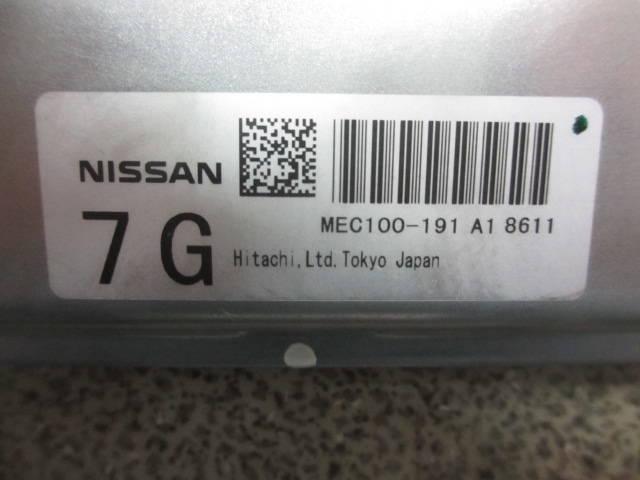 NISSAN
MEC100-191 A1 8611
7G
Hitachi,Ltd.Tokyo Japan